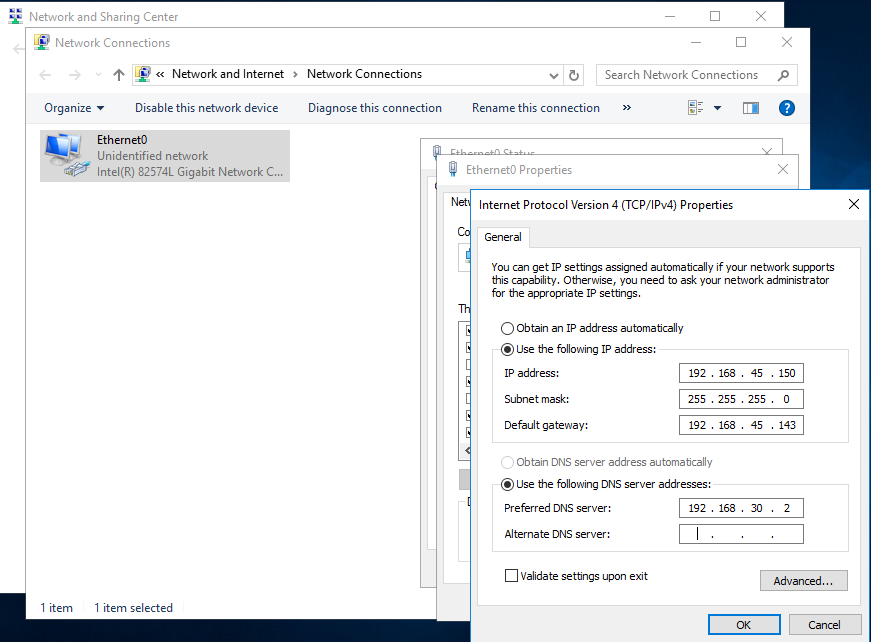 Network and Sharing Center
Network Connections
« Network and Internet › Network Connections
Search Network Connections
Organize
Disable this network device
Diagnose this connection
Rename this connection
»
Ethernet0
Unidentified network
Intel(R) 82574L Gigabit Network C...
Ethernet0 Status
Ethernet0 Properties
Internet Protocol Version 4 (TCP/IPv4) Properties
General
You can get IP settings assigned automatically if your network supports
this capability. Otherwise, you need to ask your network administrator
for the appropriate IP settings.
Obtain an IP address automatically
Use the following IP address:
IP address:
192 . 168 . 45 . 150
Subnet mask:
255 . 255 . 255 . 0
Default gateway:
192 . 168 . 45 . 143
Obtain DNS server address automatically
Use the following DNS server addresses:
Preferred DNS server:
192 . 168 . 30 . 2
Alternate DNS server:
. . .
Validate settings upon exit
Advanced...
OK
Cancel
1 item
1 item selected